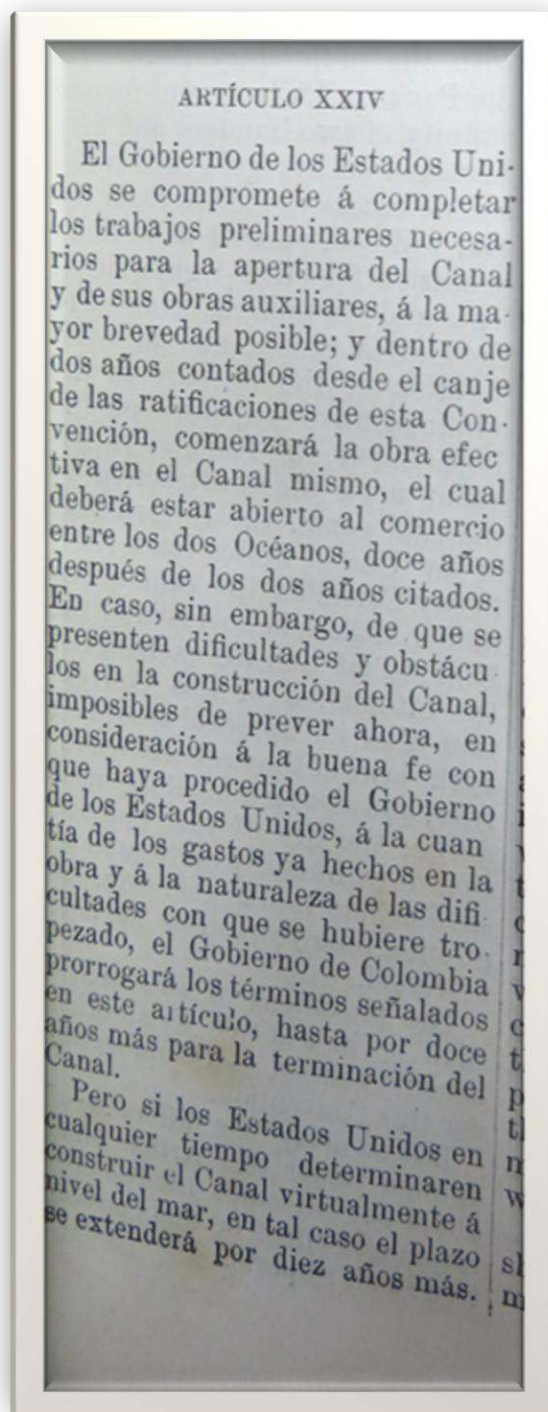 ARTÍCULO XXIV
El Gobierno de los Estados Uni-
dos se compromete á completar
los trabajos preliminares necesa-
rios para la apertura del Canal
y de sus obras auxiliares, á la ma-
yor brevedad posible; y dentro de
dos años contados desde el canje
de las ratificaciones de esta Con-
vención, comenzará la obra efec
tiva en el Canal mismo, el cual
deberá estar abierto al comercio
entre los dos Océanos, doce años
después de los dos años citados.
En caso, sin embargo, de que se
presenten dificultades y obstácu
los en la construcción del Canal,
imposibles de prever ahora, en
consideración á la buena fe con
que haya procedido el Gobierno
de los Estados Unidos, á la cuan
tía de los gastos ya hechos en la
obra y á la naturaleza de las difi
cultades con que se hubiere tro-
pezado, el Gobierno de Colombia
prorrogará los términos señalados
en este artículo, hasta por doce
años más para la terminación del
Canal.
Pero si los Estados Unidos en
cualquier tiempo determinaren
construir el Canal virtualmente á
nivel del mar, en tal caso el plazo
se extenderá por diez años más.